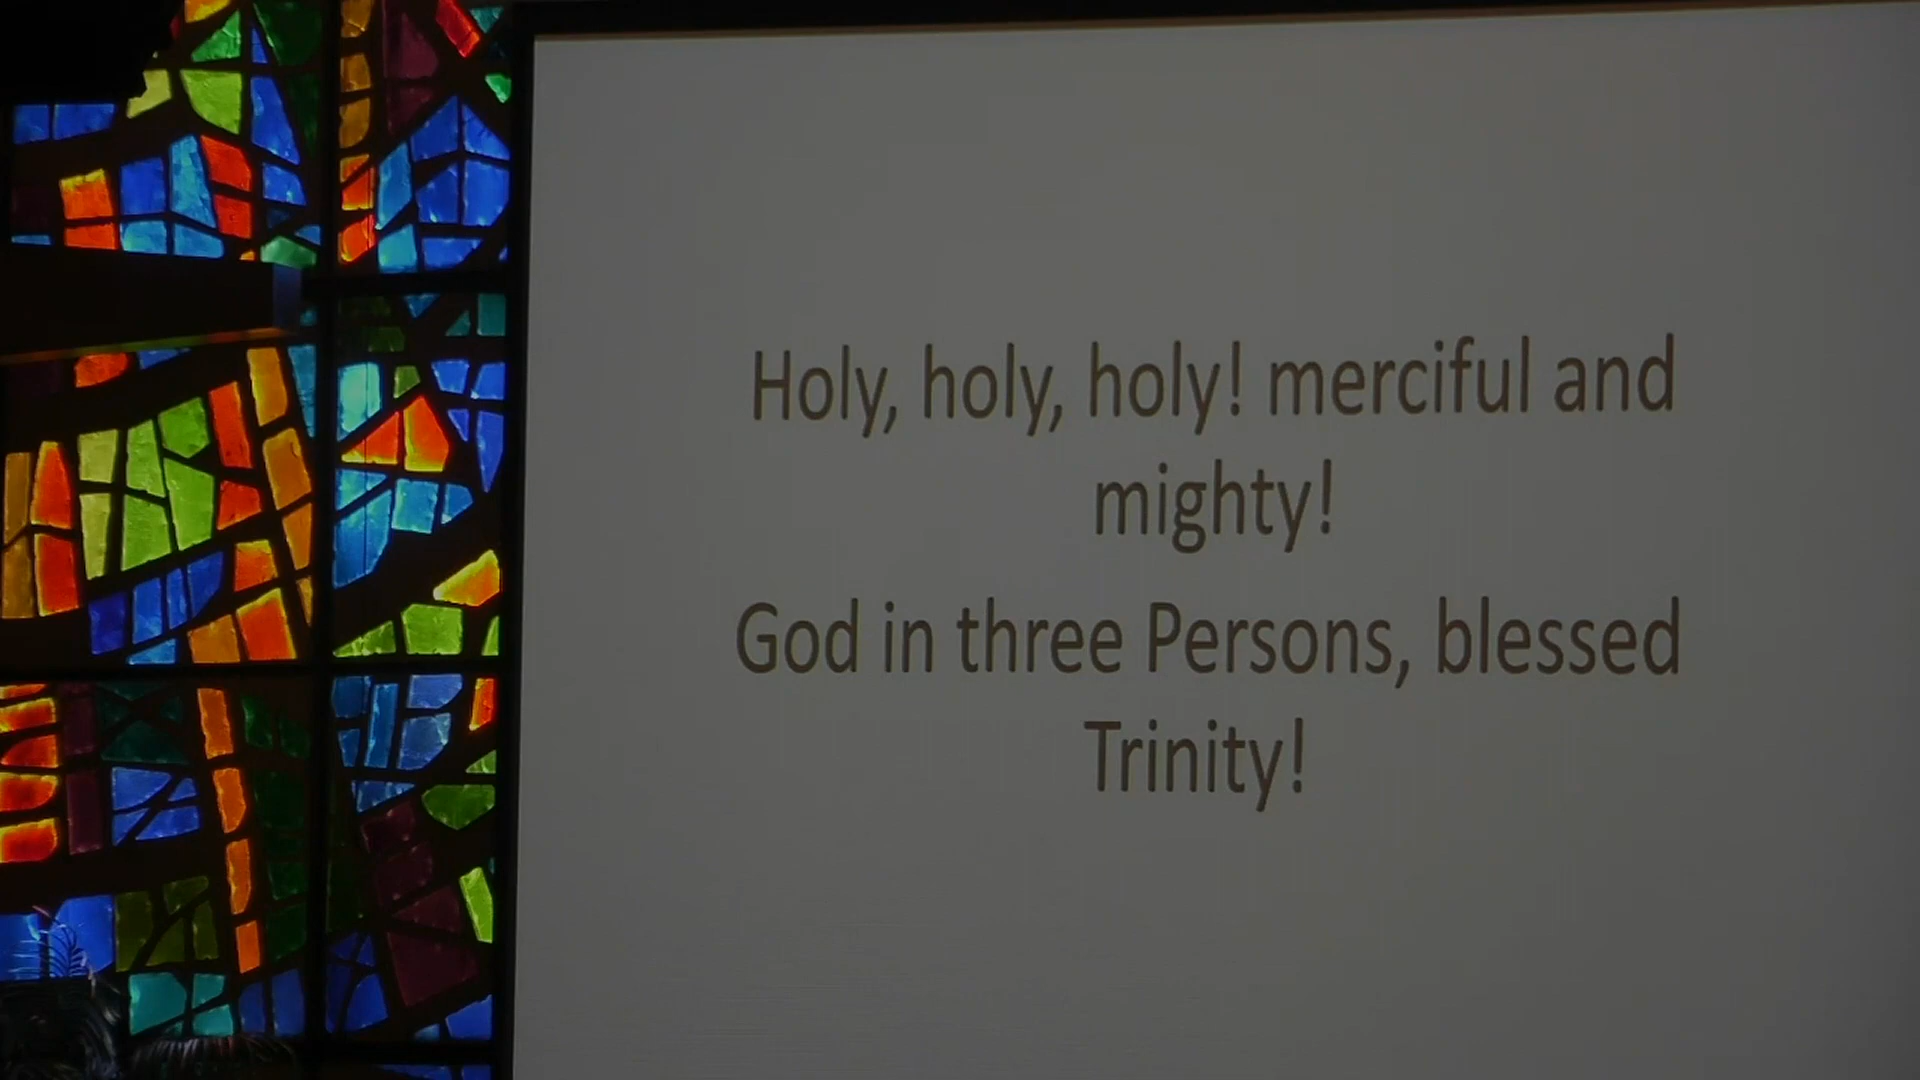 Holy, holy, holy! merciful and
mighty!
God in three Persons, blessed
Trinity!